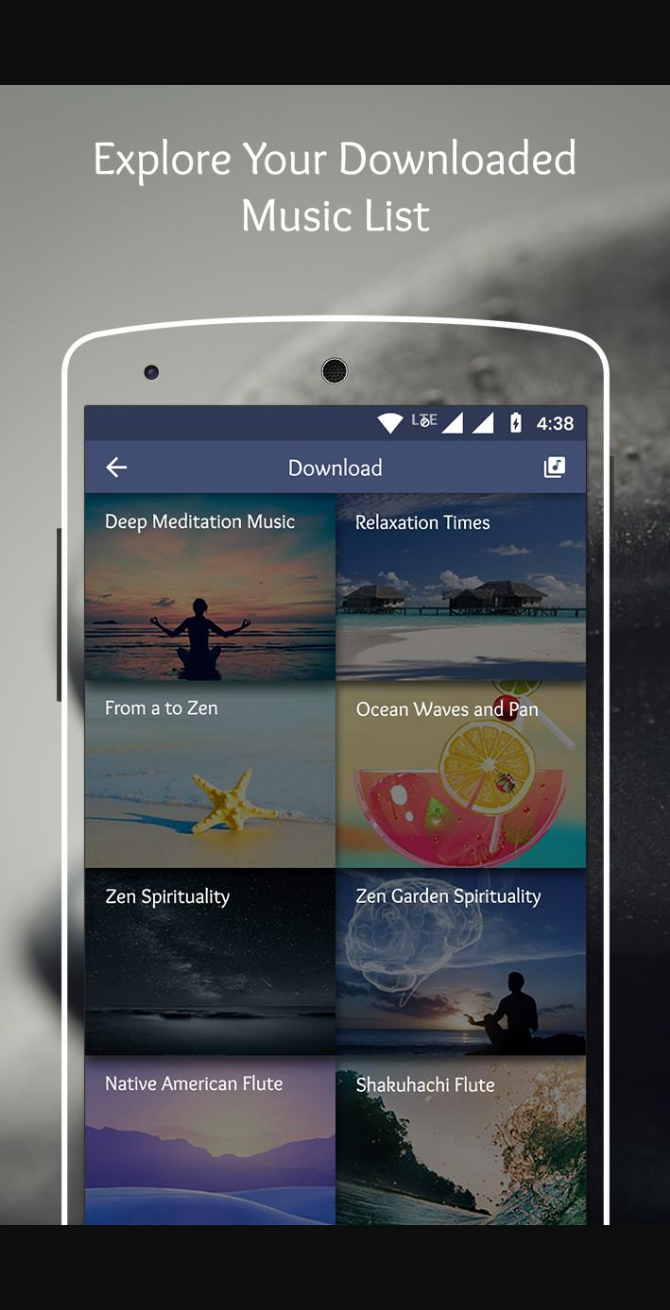 Explore Your Downloaded
Music List
LTE 4:38
Download
Deep Meditation Music
Relaxation Times
From a to Zen
Ocean Waves and Pan
Zen Spirituality
Zen Garden Spirituality
Native American Flute
Shakuhachi Flute